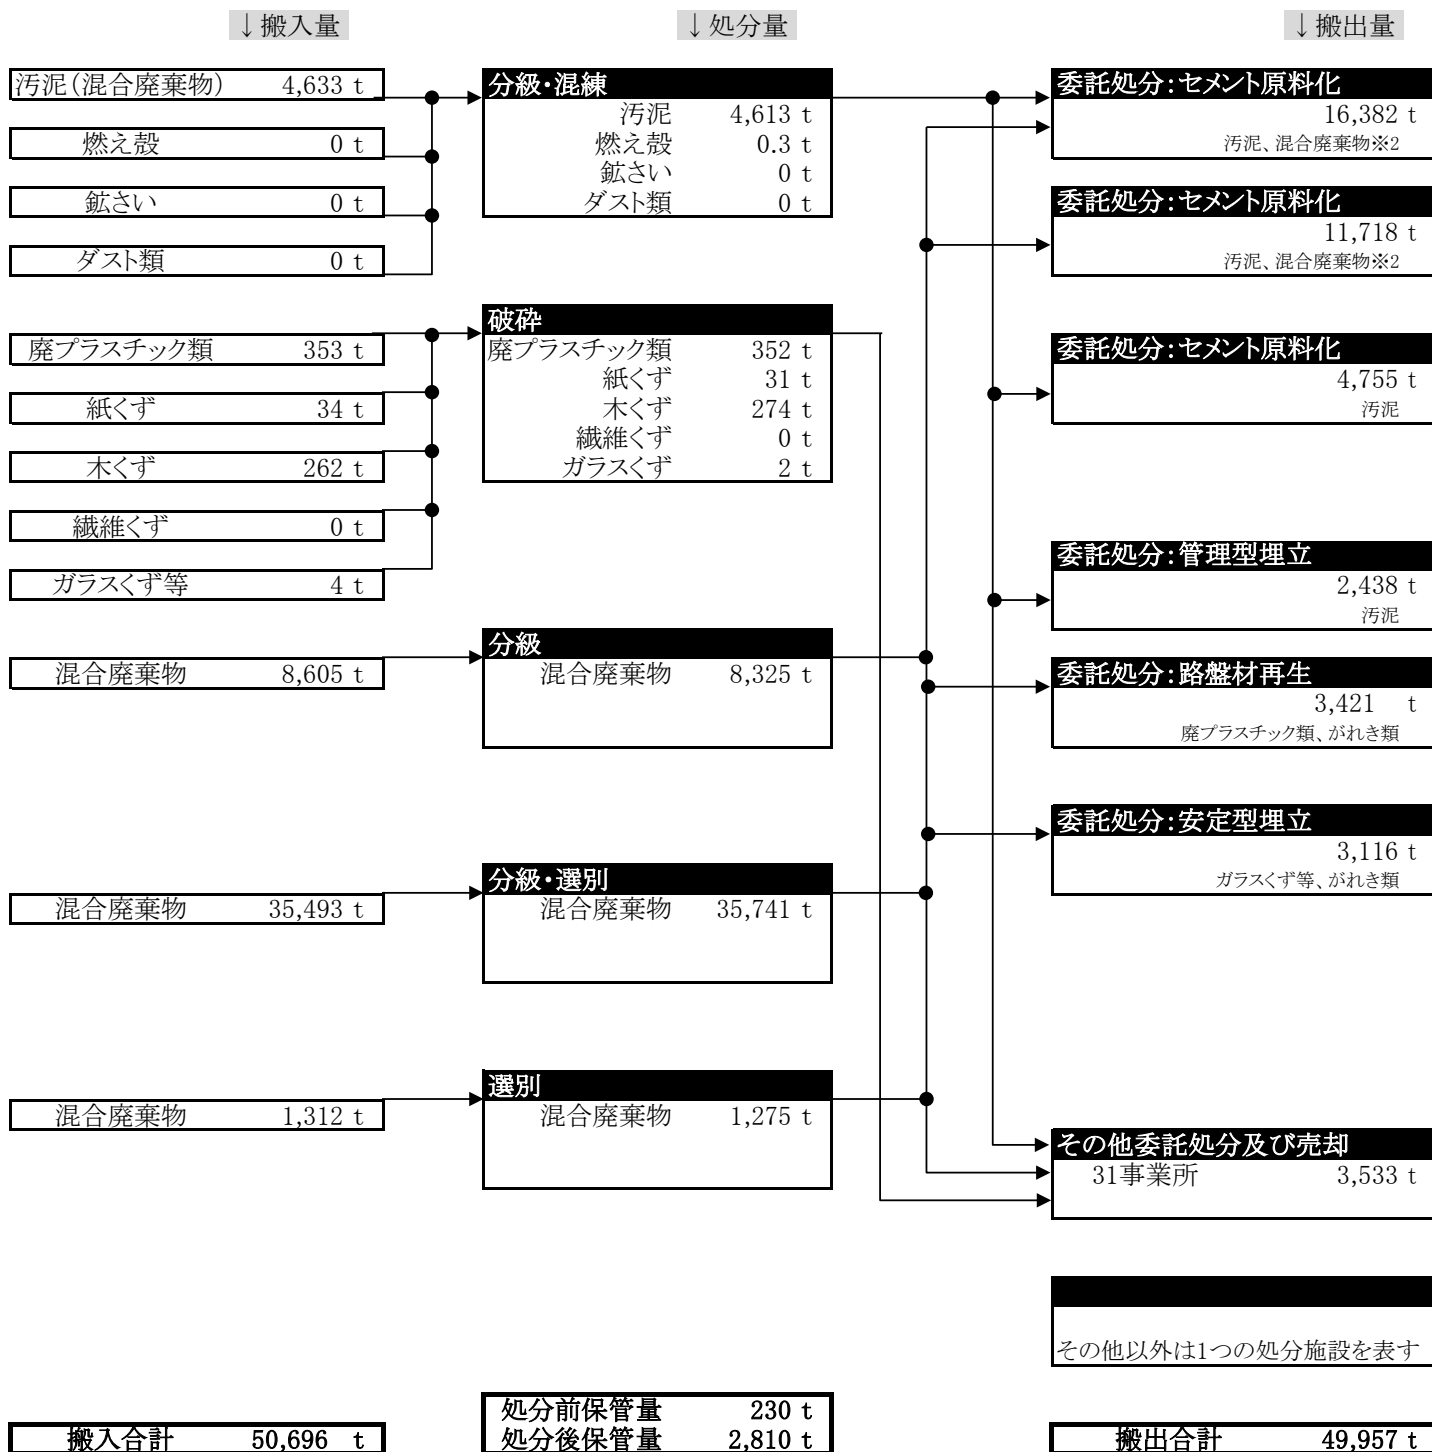 ↓搬入量
↓処分量
↓搬出量
汚泥(混合廃棄物) 4,633 t
燃え殻 0 t
鉱さい 0 t
ダスト類 0 t
廃プラスチック類 353 t
紙くず 34 t
木くず 262 t
繊維くず 0 t
ガラスくず等 4 t
混合廃棄物 8,605 t
混合廃棄物 35,493 t
混合廃棄物 1,312 t
搬入合計 50,696 t
分級・混練
汚泥 4,613 t
燃え殻 0.3 t
鉱さい 0 t
ダスト類 0 t
破砕
廃プラスチック類 352 t
紙くず 31 t
木くず 274 t
繊維くず 0 t
ガラスくず 2 t
分級
混合廃棄物 8,325 t
分級・選別
混合廃棄物 35,741 t
選別
混合廃棄物 1,275 t
処分前保管量 230 t
処分後保管量 2,810 t
委託処分:セメント原料化
16,382 t
汚泥、混合廃棄物※2
委託処分:セメント原料化
11,718 t
汚泥、混合廃棄物※2
委託処分:セメント原料化
4,755 t
汚泥
委託処分:管理型埋立
2,438 t
汚泥
委託処分:路盤材再生
3,421 t
廃プラスチック類、がれき類
委託処分:安定型埋立
3,116 t
ガラスくず等、がれき類
その他委託処分及び売却
31事業所 3,533 t
その他以外は1つの処分施設を表す
搬出合計 49,957 t